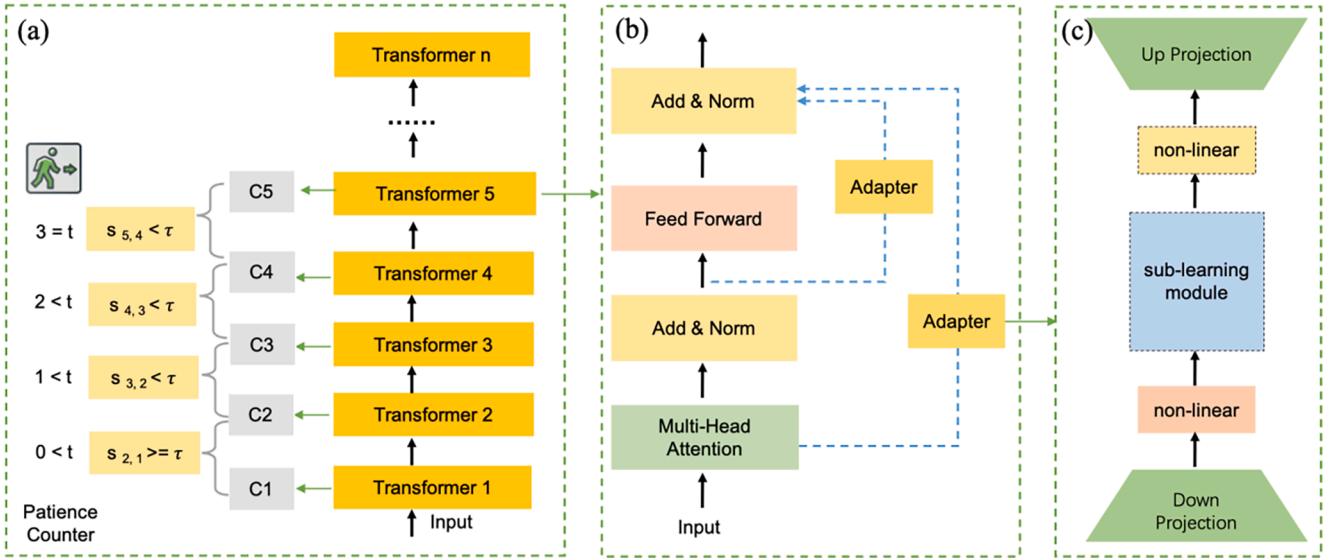 (a)
Transformer n
......
C5
Transformer 5
3 = t
s 5, 4 < τ
C4
Transformer 4
2 < t
s 4, 3 < τ
C3
Transformer 3
1 < t
s 3, 2 < τ
C2
Transformer 2
0 < t
s 2, 1 >= τ
C1
Transformer 1
Patience
Counter
Input
(b)
Add & Norm
Adapter
Feed Forward
Add & Norm
Adapter
Multi-Head
Attention
Input
(c)
Up Projection
non-linear
sub-learning
module
non-linear
Down
Projection